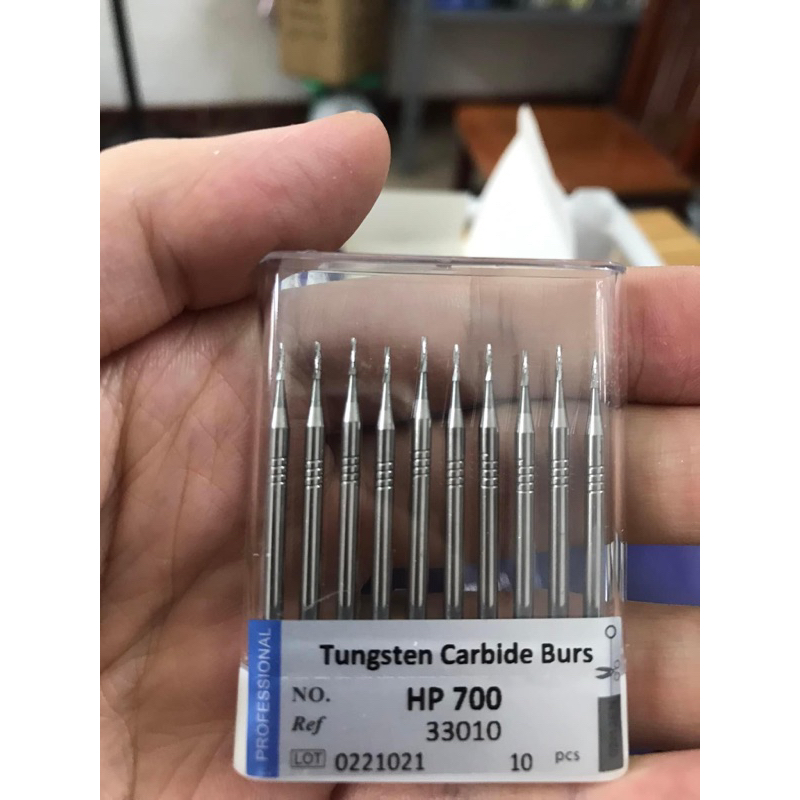 PROFESSIONAL
Tungsten Carbide Burs
NO. HP 700
Ref 33010
LOT 0221021 10 pcs